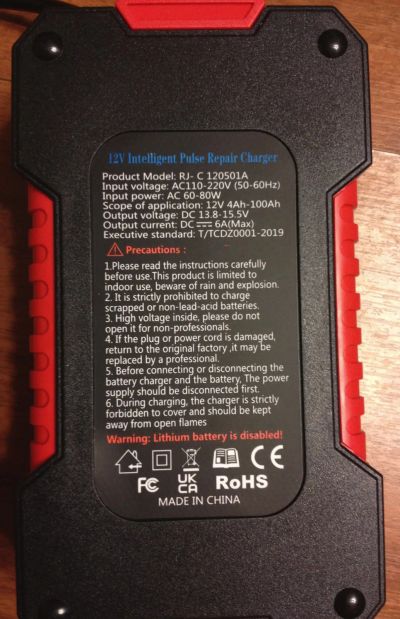 12V Intelligent Pulse Repair Charger
Product Model: RJ- C 120501A
Input voltage: AC110-220V (50-60Hz)
Input power: AC 60-80W
Scope of application: 12V 4Ah-100Ah
Output voltage: DC 13.8-15.5V
Output current: DC⎓6A(Max)
Executive standard: T/TCDZ0001-2019
Precautions :
1.Please read the instructions carefully
before use.This product is limited to
indoor use, beware of rain and explosion.
2. It is strictly prohibited to charge
scrapped or non-lead-acid batteries.
3. High voltage inside, please do not
open it for non-professionals.
4. If the plug or power cord is damaged,
return to the original factory ,it may be
replaced by a professional.
5. Before connecting or disconnecting the
battery charger and the battery, The power
supply should be disconnected first.
6. During charging, the charger is strictly
forbidden to cover and should be kept
away from open flames
Warning: Lithium battery is disabled!
CE
FC UK CA RoHS
MADE IN CHINA